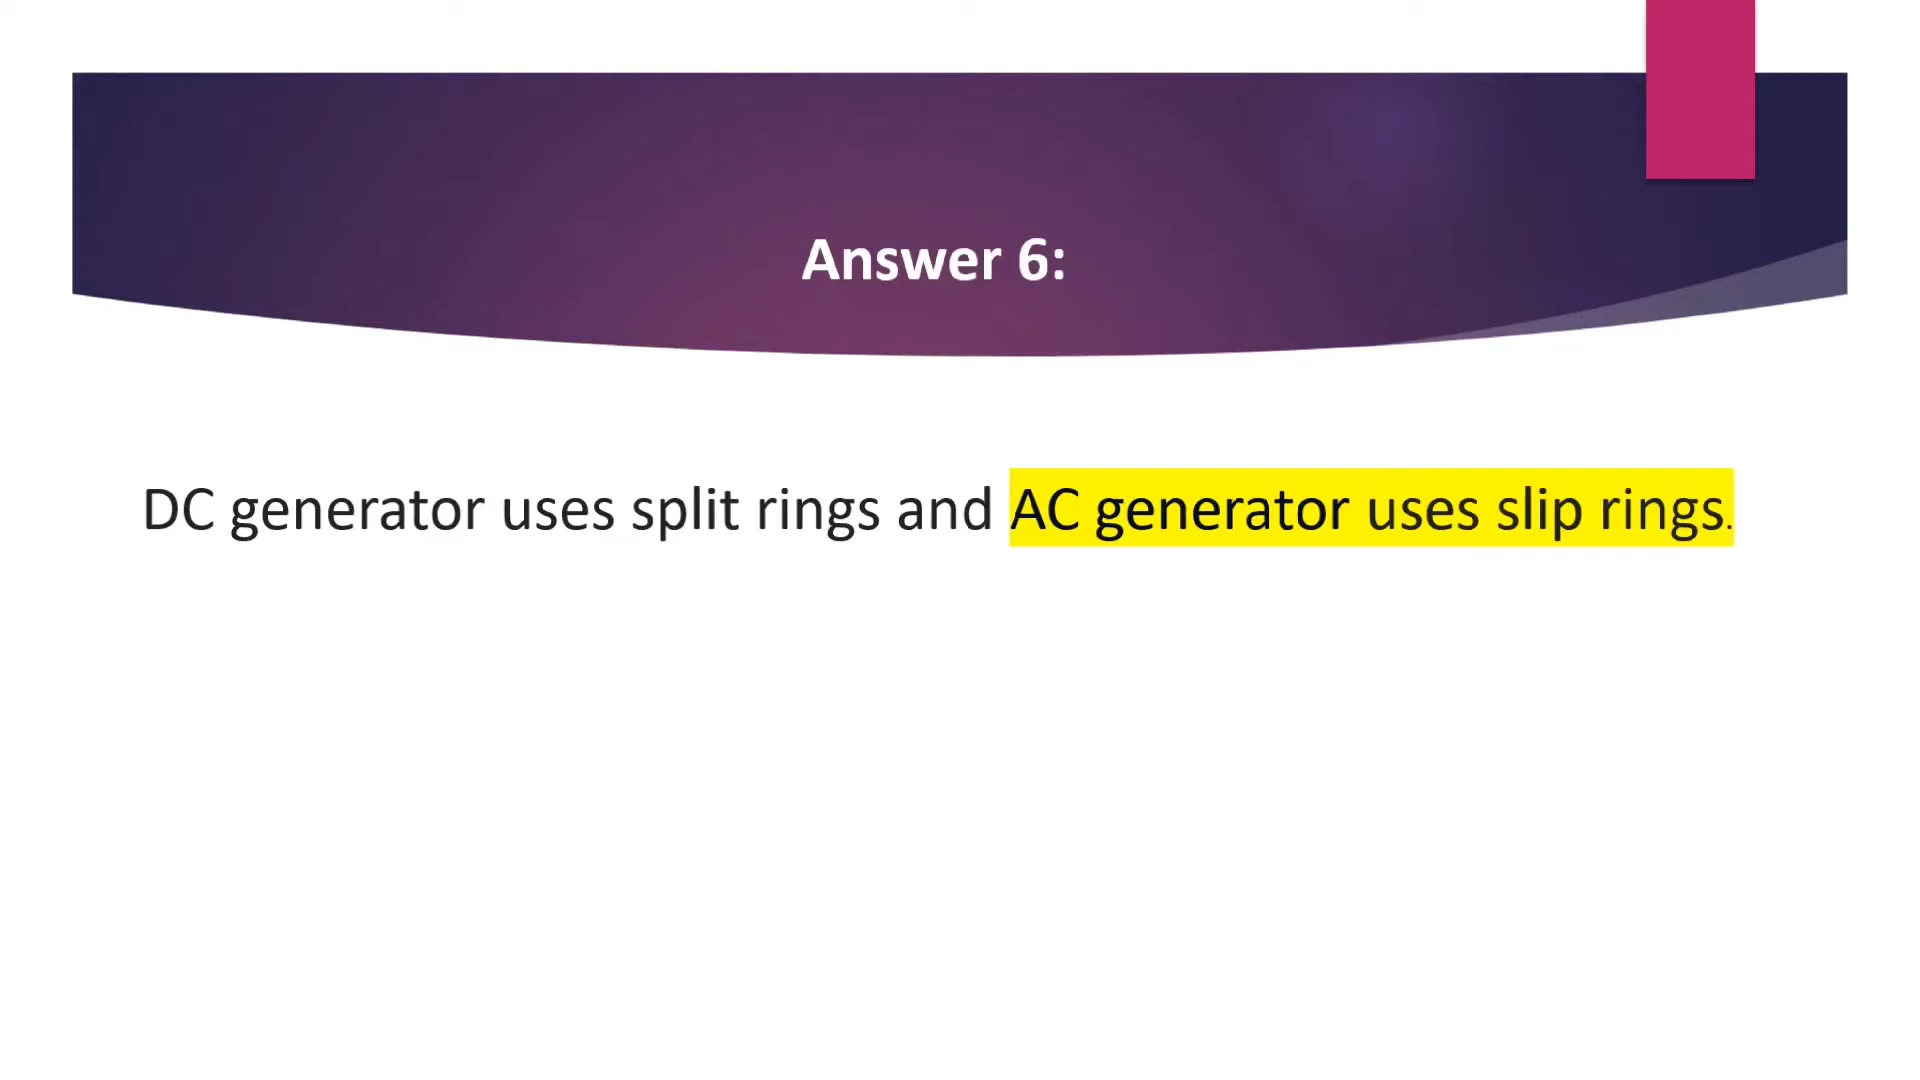 Answer 6:
DC generator uses split rings and AC generator uses slip rings.